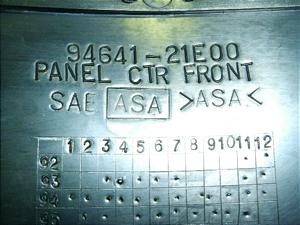 94641-21E00
PANEL CTR FRONT
SAE ASA >ASA<
1 2 3 4 5 6 7 8 9 10 11 12
92
93
94
95